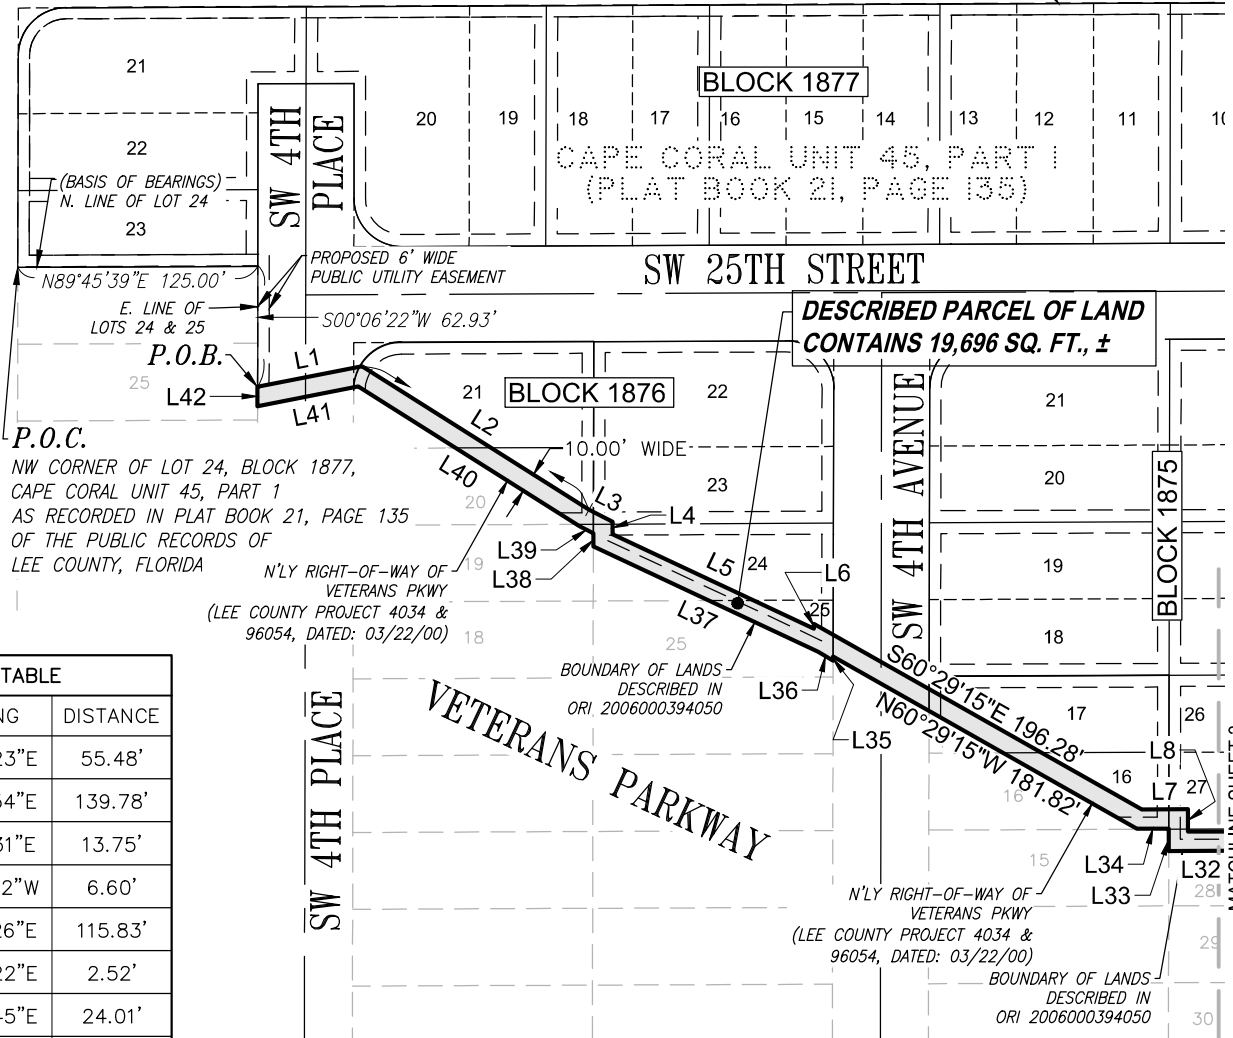 21
22
(BASIS OF BEARINGS)
N. LINE OF LOT 24
23
SW 4TH
PLACE
20
19
18
17
16
15
14
13
12
11
10
BLOCK 1877
CAPE CORAL UNIT 45, PART 1
(PLAT BOOK 21, PAGE 135)
N89°45'39"E 125.00'
PROPOSED 6' WIDE
PUBLIC UTILITY EASEMENT
SW 25TH STREET
E. LINE OF
LOTS 24 & 25
S00°06'22"W 62.93'
DESCRIBED PARCEL OF LAND
CONTAINS 19,696 SQ. FT., ±
P.O.B.
25
L42
L1
L41
21
BLOCK 1876
22
L2
10.00' WIDE
L40
23
P.O.C.
NW CORNER OF LOT 24, BLOCK 1877,
CAPE CORAL UNIT 45, PART 1
AS RECORDED IN PLAT BOOK 21, PAGE 135
OF THE PUBLIC RECORDS OF
LEE COUNTY, FLORIDA
20
L3
L4
L39
L38
19
18
N'LY RIGHT-OF-WAY OF
VETERANS PKWY
(LEE COUNTY PROJECT 4034 &
96054, DATED: 03/22/00)
L5
24
L6
L37
25
25
SW 4TH AVENUE
21
20
19
18
BLOCK 1875
BOUNDARY OF LANDS
DESCRIBED IN
ORI 2006000394050
L36
L35
S60°29'15"E 196.28'
N60°29'15"W 181.82'
17
26
L8
16
L7
27
16
15
L34
L33
L32
28
29
30
MATCHLINE SHEET 2
VETERANS PARKWAY
SW 4TH PLACE
N'LY RIGHT-OF-WAY OF
VETERANS PKWY
(LEE COUNTY PROJECT 4034 &
96054, DATED: 03/22/00)
BOUNDARY OF LANDS
DESCRIBED IN
ORI 2006000394050
TABLE
NG DISTANCE
23"E 55.48'
54"E 139.78'
31"E 13.75'
2"W 6.60'
26"E 115.83'
22"E 2.52'
45"E 24.01'